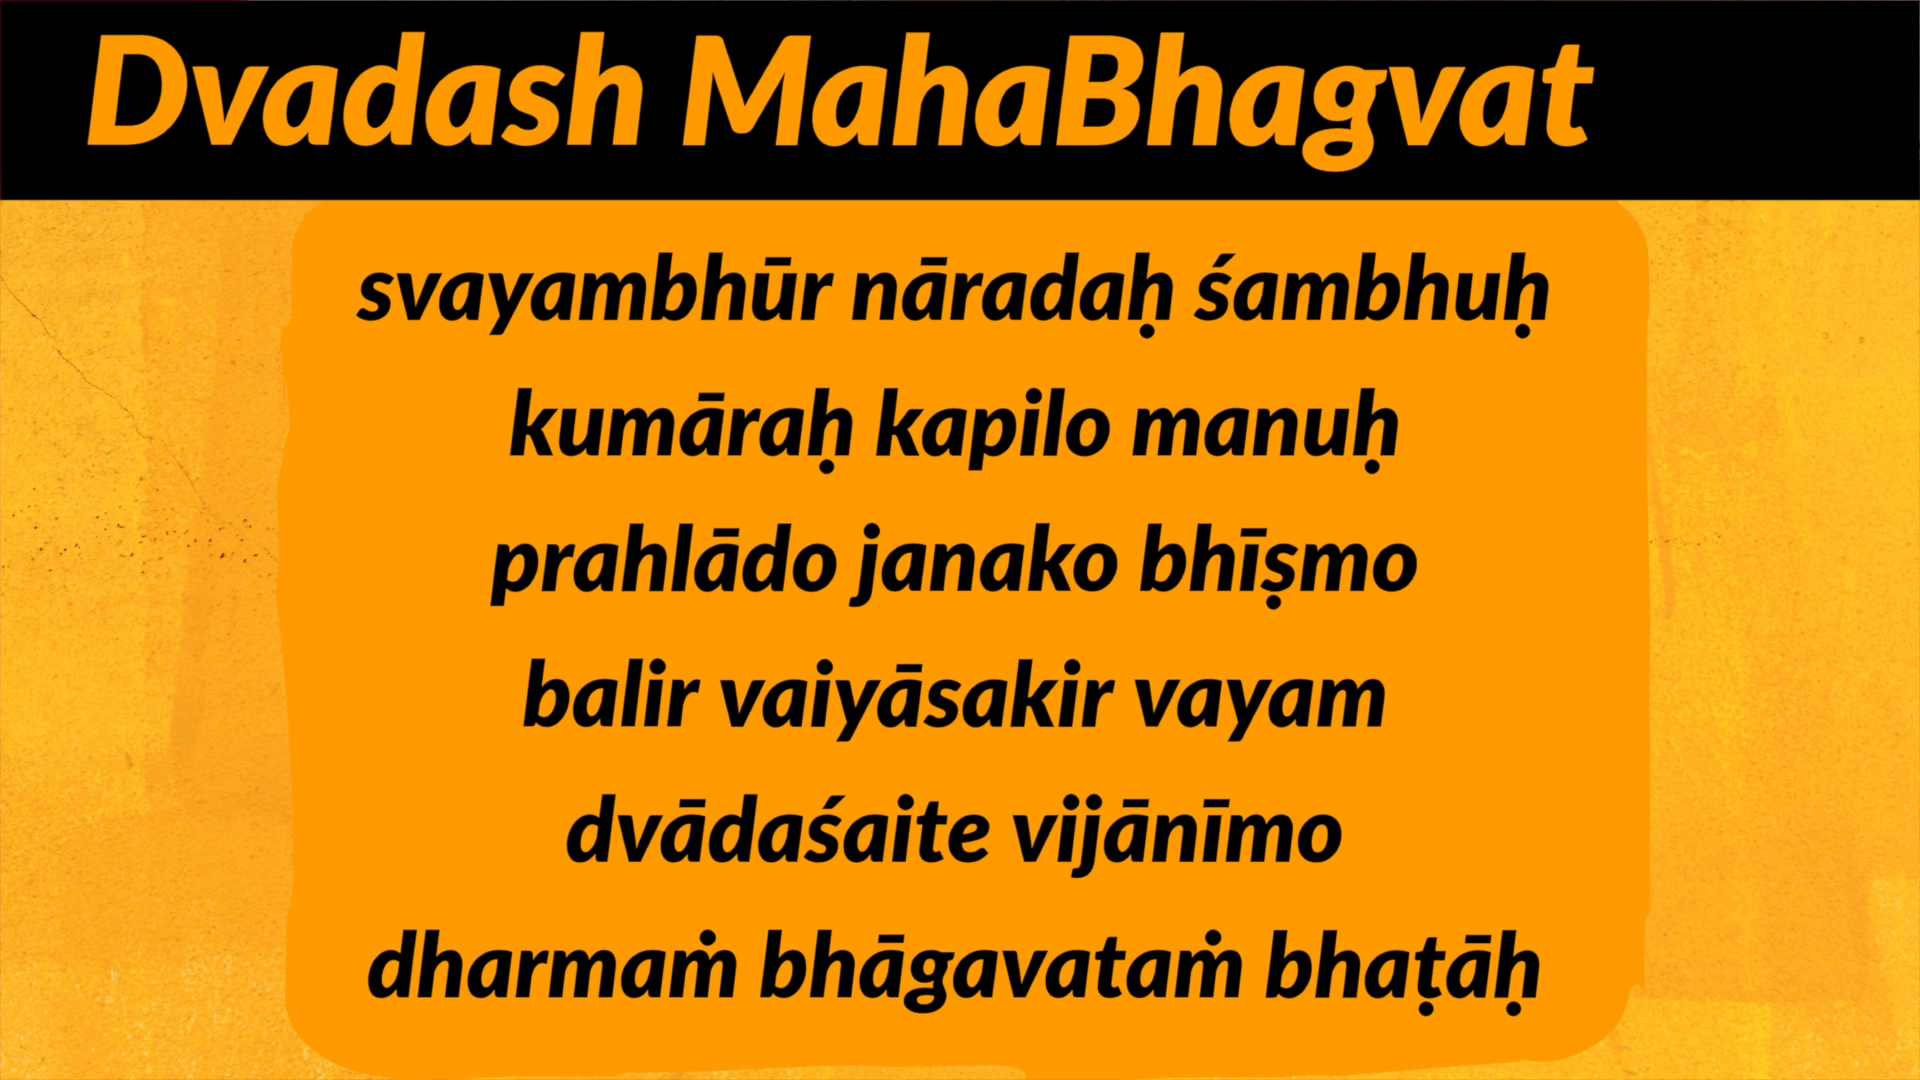 Dvadash MahaBhagvat
svayambhūr nāradaḥ śambhuḥ
kumāraḥ kapilo manuḥ
prahlādo janako bhīṣmo
balir vaiyāsakir vayam
dvādaśaite vijānīmo
dharmaṁ bhāgavataṁ bhaṭāḥ